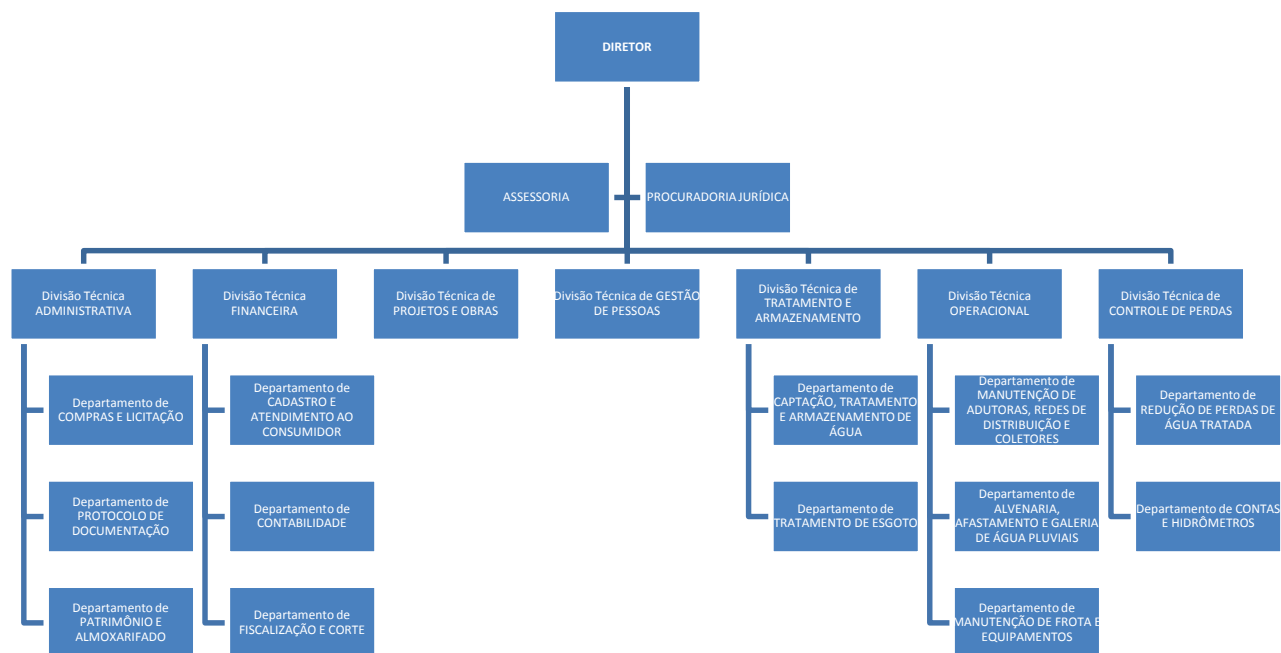 DIRETOR
ASSESSORIA
PROCURADORIA JURÍDICA
Divisão Técnica
ADMINISTRATIVA
Divisão Técnica
FINANCEIRA
Divisão Técnica de
PROJETOS E OBRAS
Divisão Técnica de GESTÃO
DE PESSOAS
Divisão Técnica de
TRATAMENTO E
ARMAZENAMENTO
Divisão Técnica
OPERACIONAL
Divisão Técnica de
CONTROLE DE PERDAS
Departamento de
COMPRAS E LICITAÇÃO
Departamento de
CADASTRO E
ATENDIMENTO AO
CONSUMIDOR
Departamento de
CAPTAÇÃO, TRATAMENTO
E ARMAZENAMENTO DE
ÁGUA
Departamento de
MANUTENÇÃO DE
ADUTORAS, REDES DE
DISTRIBUIÇÃO E
COLETORES
Departamento de
REDUÇÃO DE PERDAS DE
ÁGUA TRATADA
Departamento de
PROTOCOLO DE
DOCUMENTAÇÃO
Departamento de
CONTABILIDADE
Departamento de
TRATAMENTO DE ESGOTO
Departamento de
ALVENARIA,
AFASTAMENTO E GALERIA
DE ÁGUA PLUVIAIS
Departamento de CONTAS
E HIDRÔMETROS
Departamento de
PATRIMÔNIO E
ALMOXARIFADO
Departamento de
FISCALIZAÇÃO E CORTE
Departamento de
MANUTENÇÃO DE FROTA E
EQUIPAMENTOS